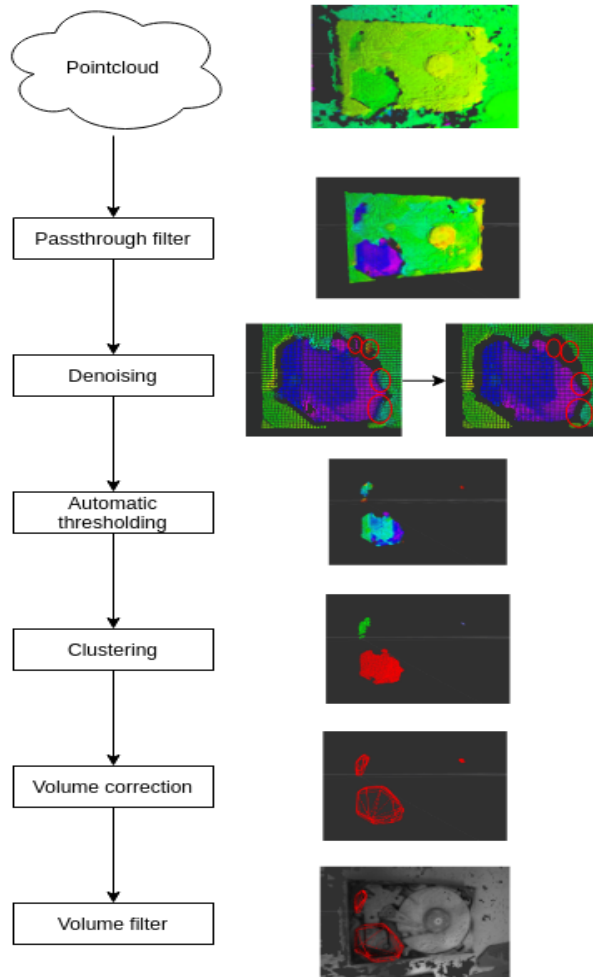 Pointcloud
Passthrough filter
Denoising
Automatic
thresholding
Clustering
Volume correction
Volume filter